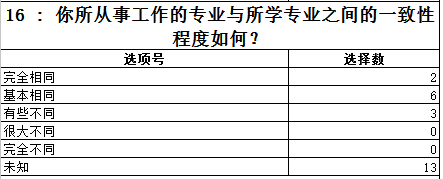 16 ： 你所从事工作的专业与所学专业之间的一致性
程度如何？
选项号 选择数
完全相同 2
基本相同 6
有些不同 3
很大不同 0
完全不同 0
未知 13